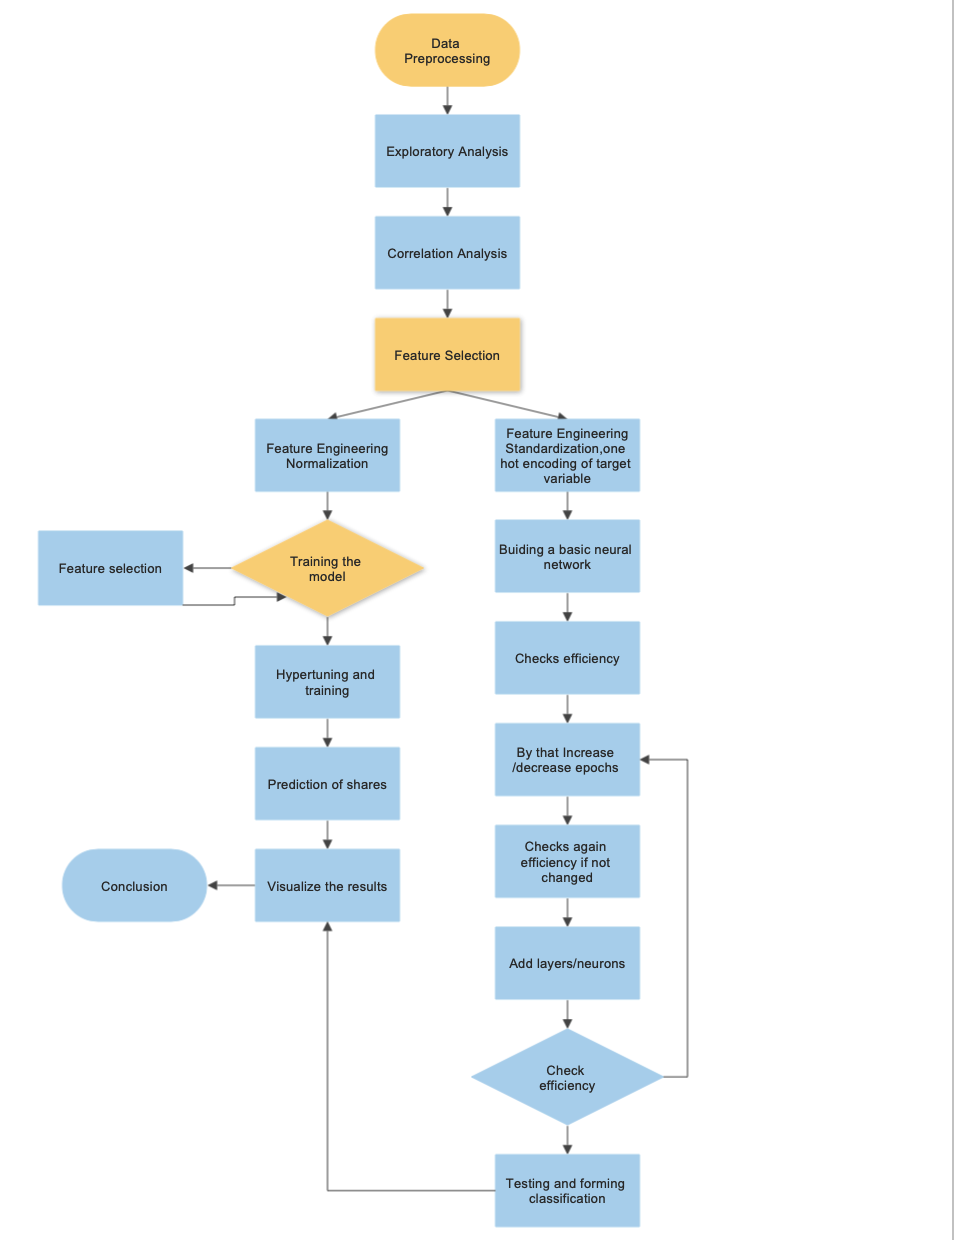 Data
Preprocessing
Exploratory Analysis
Correlation Analysis
Feature Selection
Feature Engineering
Normalization
Feature Engineering
Standardization,one
hot encoding of target
variable
Training the
model
Feature selection
Buiding a basic neural
network
Hypertuning and
training
Checks efficiency
Prediction of shares
By that Increase
/decrease epochs
Visualize the results
Conclusion
Checks again
efficiency if not
changed
Add layers/neurons
Check
efficiency
Testing and forming
classification